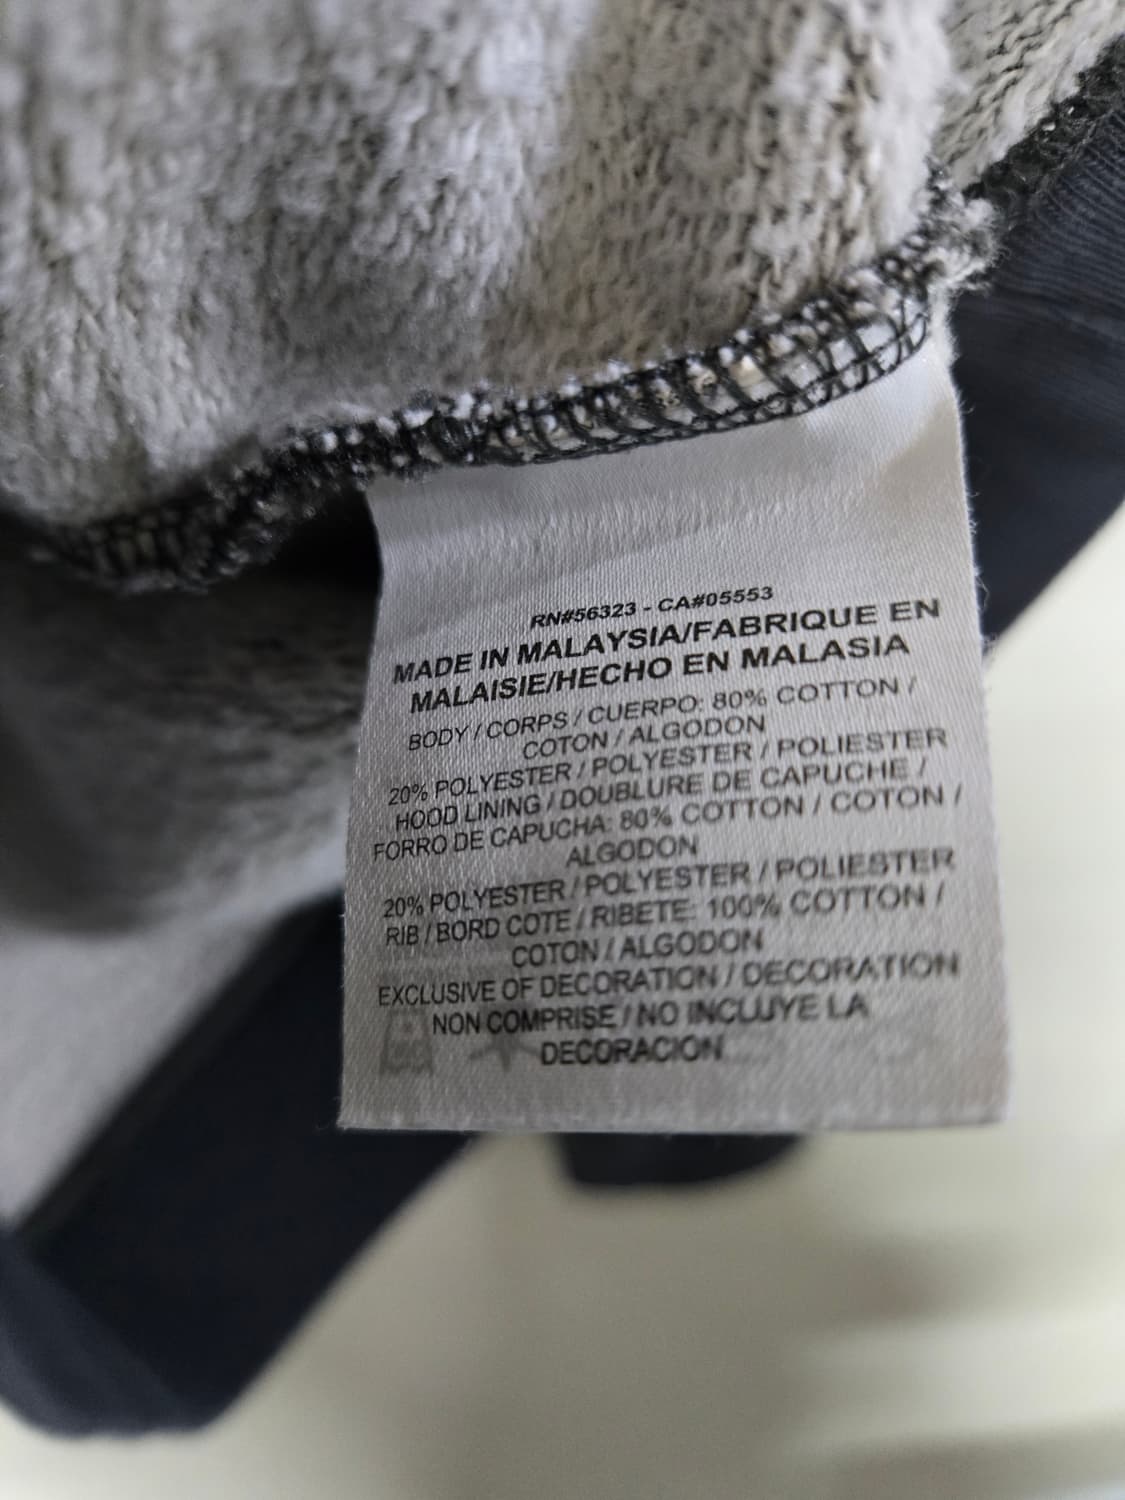 RN#56323 - CA#05553
MADE IN MALAYSIA/FABRIQUE EN
MALAISIE/HECHO EN MALASIA
BODY / CORPS / CUERPO: 80% COTTON /
COTON / ALGODON
20% POLYESTER / POLYESTER / POLIESTER
HOOD LINING / DOUBLURE DE CAPUCHE /
FORRO DE CAPUCHA: 80% COTTON / COTON /
ALGODON
20% POLYESTER / POLYESTER / POLIESTER
RIB / BORD COTE / RIBETE: 100% COTTON /
COTON / ALGODON
EXCLUSIVE OF DECORATION / DECORATION
NON COMPRISE / NO INCLUYE LA
DECORACION